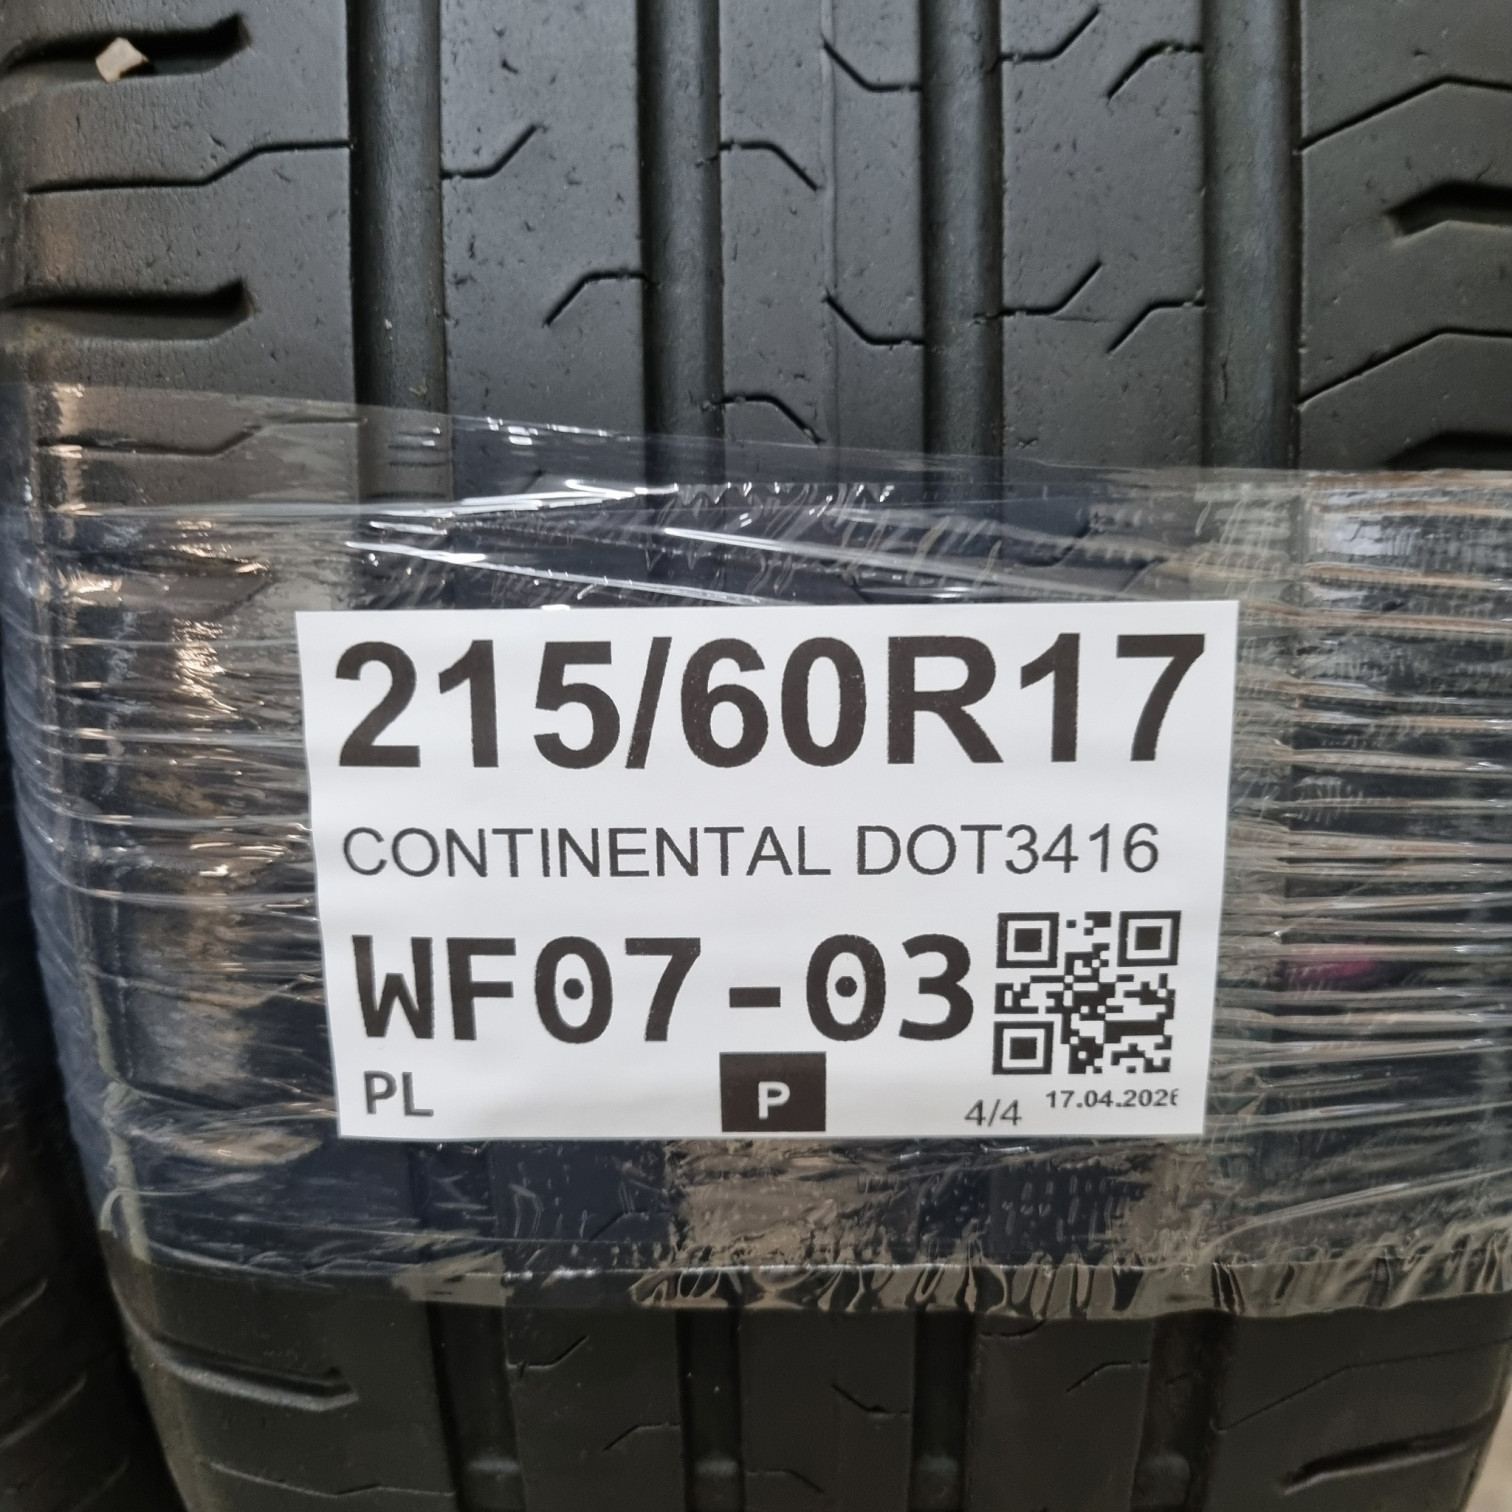 215/60R17
CONTINENTAL DOT3416
WF07-03
PL
P
4/4
17.04.2026